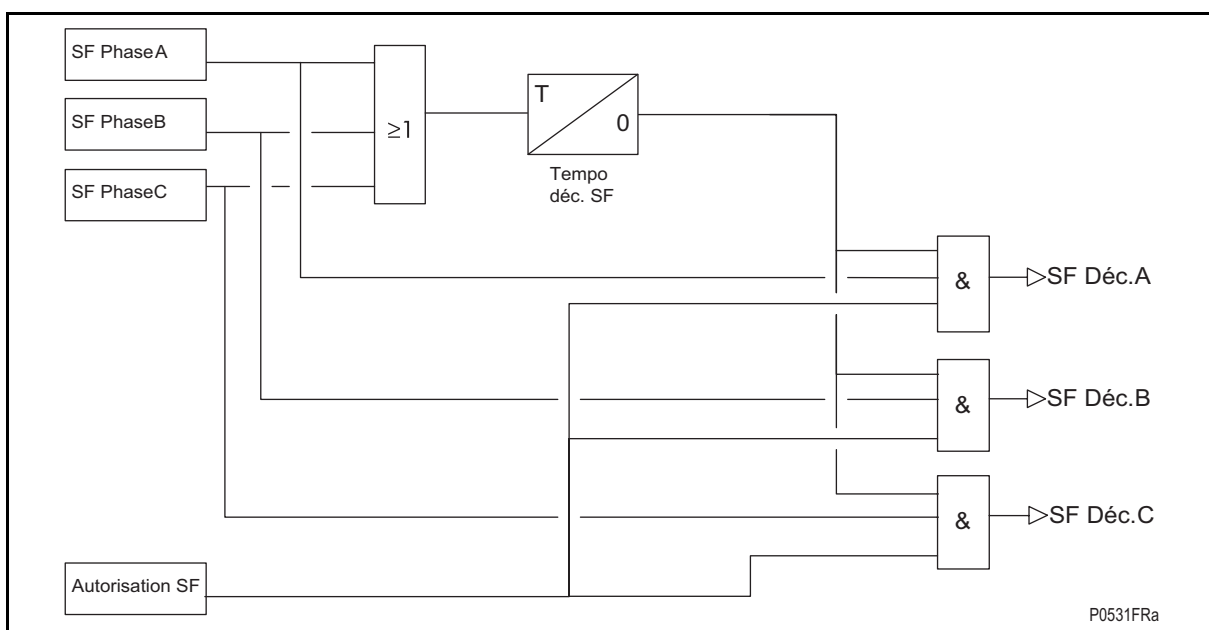 SF PhaseA
SF PhaseB
SF PhaseC
≥1
T
0
Tempo
déc. SF
&
SF Déc.A
&
SF Déc.B
&
SF Déc.C
Autorisation SF
P0531FRa